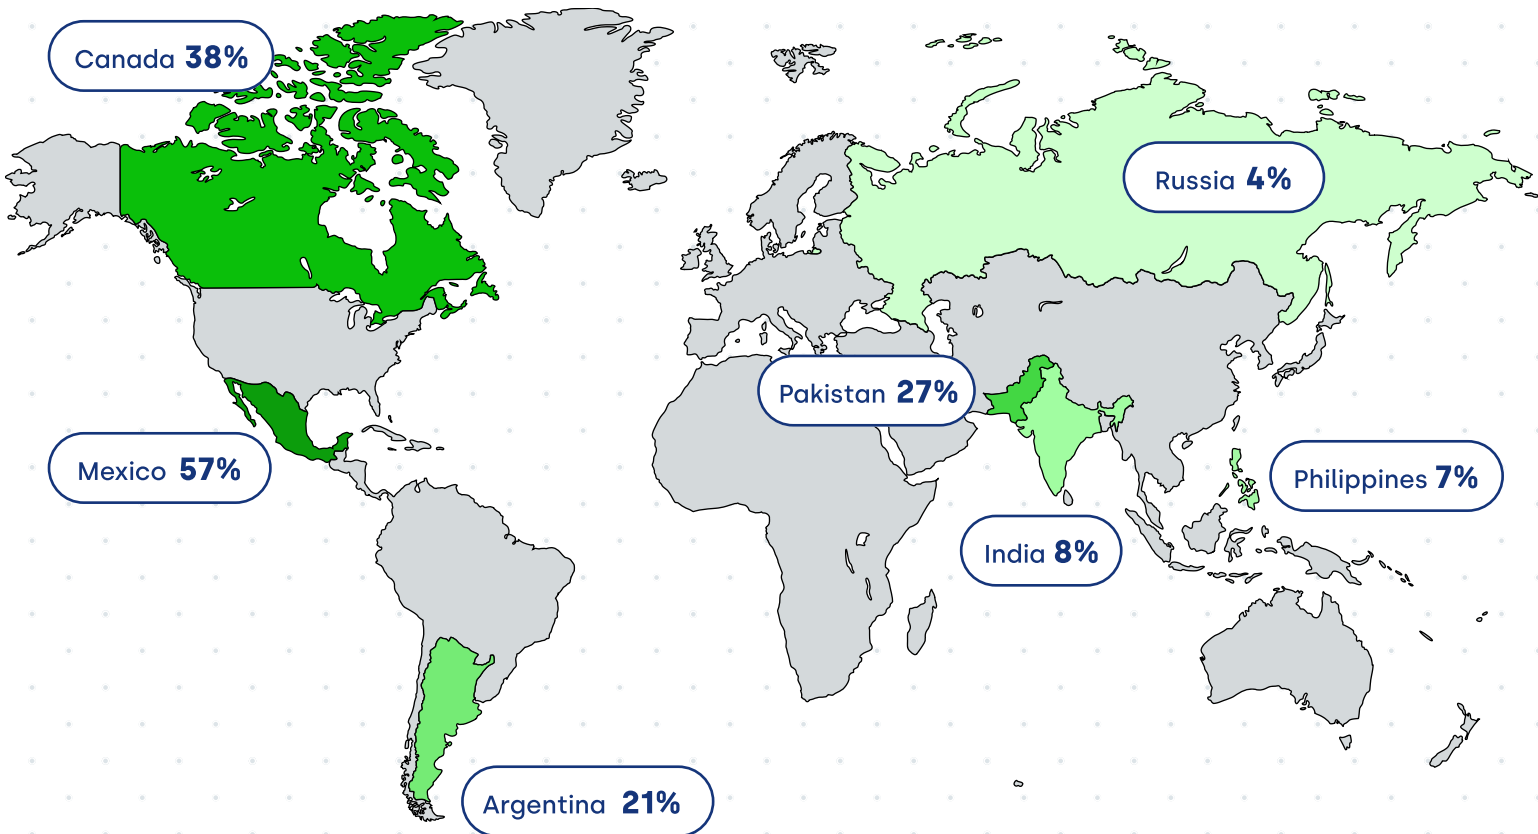 Canada 38%
Russia 4%
Pakistan 27%
Mexico 57%
Philippines 7%
India 8%
Argentina 21%